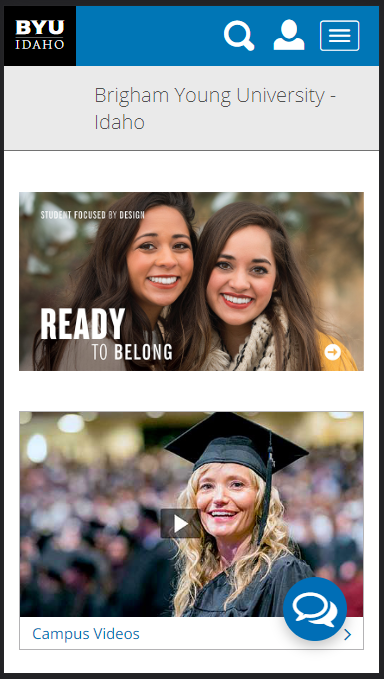 BYU
IDAHO
Brigham Young University -
Idaho
STUDENT FOCUSED BY DESIGN
READY
TO BELONG
Campus Videos